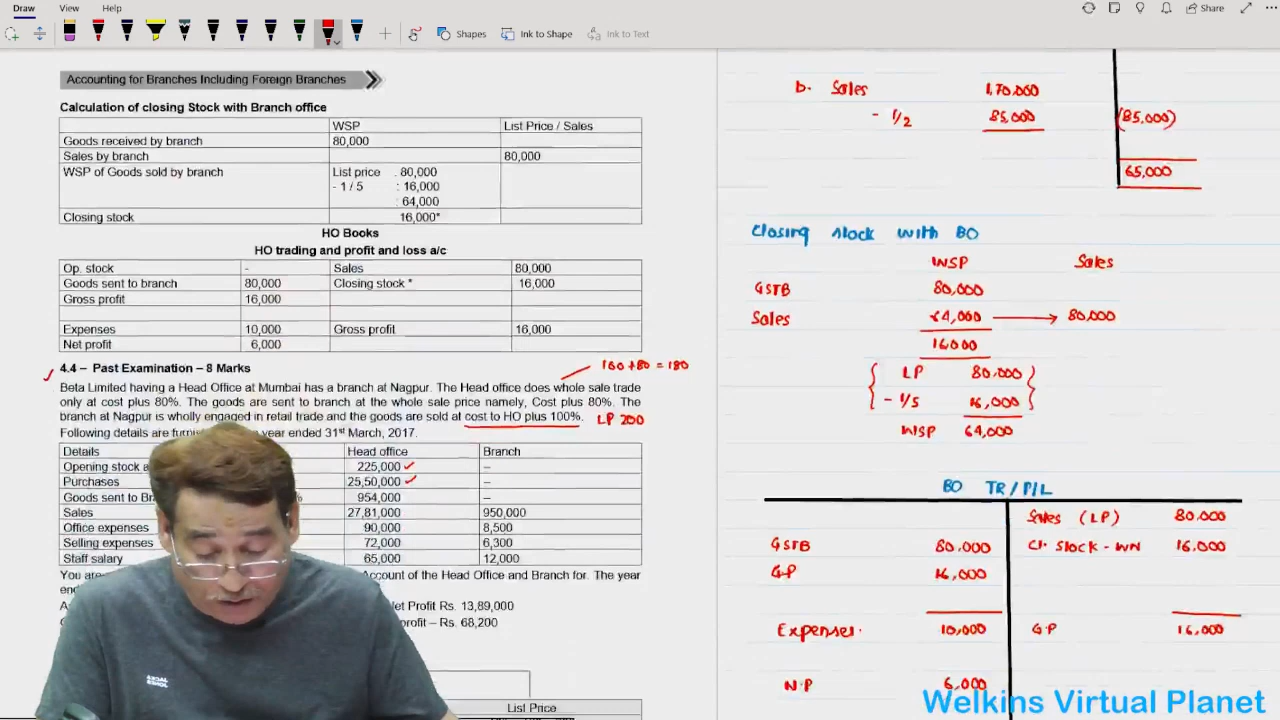 Draw View Help
Share
Shapes Ink to Shape Ink to Text
Accounting for Branches Including Foreign Branches
Calculation of closing Stock with Branch office
WSP List Price / Sales
Goods received by branch 80,000
Sales by branch 80,000
WSP of Goods sold by branch List price : 80,000
- 1 / 5 : 16,000
: 64,000
Closing stock 16,000*
HO Books
HO trading and profit and loss a/c
Op. stock - Sales 80,000
Goods sent to branch 80,000 Closing stock * 16,000
Gross profit 16,000
Expenses 10,000 Gross profit 16,000
Net profit 6,000
4.4 – Past Examination – 8 Marks
100+80 = 180
Beta Limited having a Head Office at Mumbai has a branch at Nagpur. The Head office does whole sale trade
only at cost plus 80%. The goods are sent to branch at the whole sale price namely, Cost plus 80%. The
branch at Nagpur is wholly engaged in retail trade and the goods are sold at cost to HO plus 100%. LP 200
Following details are year ended 31st March, 2017.
Details Head office Branch
Opening stock 225,000 –
Purchases 25,50,000 –
Goods sent to 954,000 –
Sales 27,81,000 950,000
Office expenses 90,000 8,500
Selling expenses 72,000 6,300
Staff salary 65,000 12,000
You are Account of the Head Office and Branch for. The year
Net Profit Rs. 13,89,000
profit – Rs. 68,200
List Price
b. Sales 1,70,000
- 1/2 85,000 (85,000)
65,000
Closing stock with BO
WSP Sales
GSTB 80,000
Sales 64,000 → 80,000
16,000
LP 80,000
- 1/5 16,000
WSP 64,000
BO TR/P/L
Sales (LP) 80,000
GSTB 80,000 Cl. Stock - WN 16,000
GP 16,000
Expenses 10,000 G.P 16,000
N.P 6,000
Welkins Virtual Planet